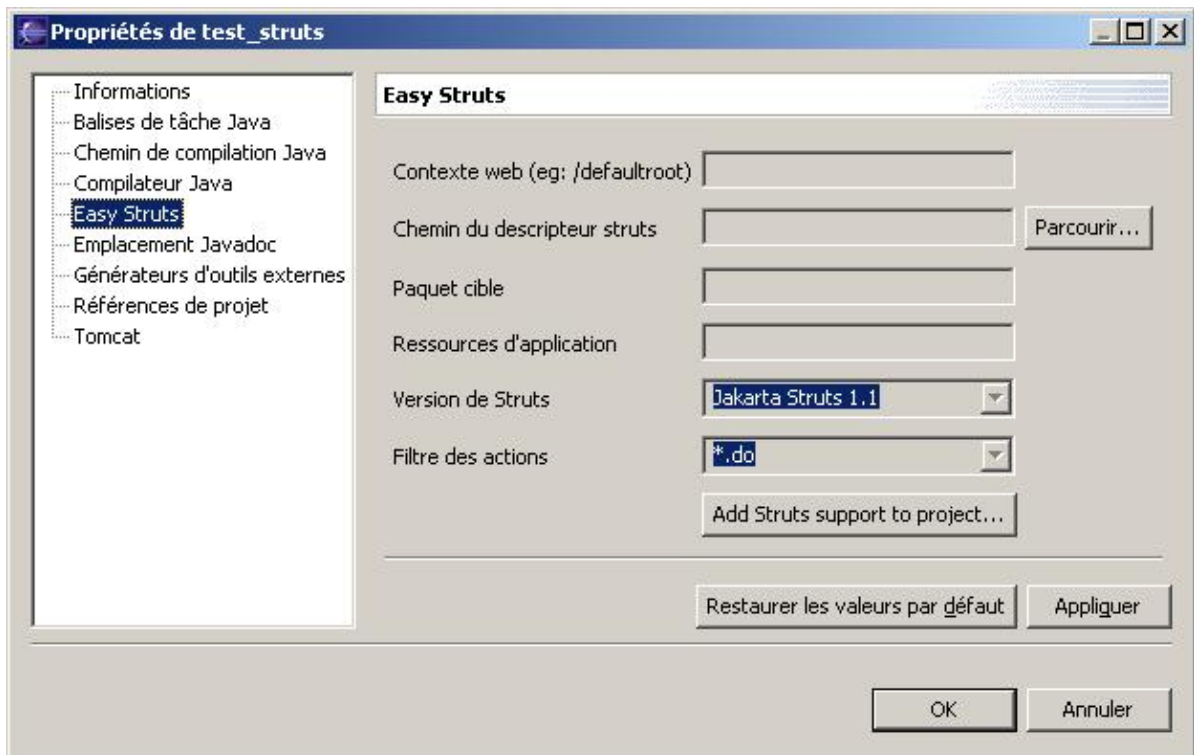 Propriétés de test_struts
Informations
Balises de tâche Java
Chemin de compilation Java
Compilateur Java
Easy Struts
Emplacement Javadoc
Générateurs d'outils externes
Références de projet
Tomcat
Easy Struts
Contexte web (eg: /defaultroot)
Chemin du descripteur struts
Parcourir...
Paquet cible
Ressources d'application
Version de Struts
Jakarta Struts 1.1
Filtre des actions
*.do
Add Struts support to project...
Restaurer les valeurs par défaut
Appliquer
OK
Annuler